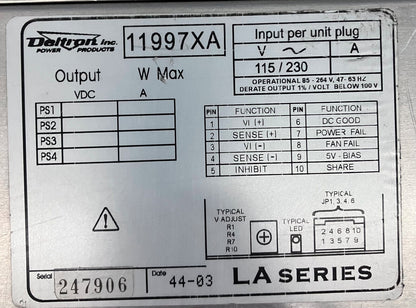 Deltron inc.
POWER PRODUCTS
11997XA
Input per unit plug
V ~ A
115 / 230
OPERATIONAL 85 - 264 V, 47- 63 HZ
DERATE OUTPUT 1% / VOLT BELOW 100 V
Output W Max
VDC A
PS1
PS2
PS3
PS4
PIN FUNCTION PIN FUNCTION
1 VI (+) 6 DC GOOD
2 SENSE (+) 7 POWER FAIL
3 VI (-) 8 FAN FAIL
4 SENSE (-) 9 5V - BIAS
5 INHIBIT 10 SHARE
TYPICAL
V ADJUST
R1
R4
R7
R10
TYPICAL
LED
TYPICAL
JP1, 3, 4, 6
2 4 6 8 10
1 3 5 7 9
Serial 247906
Date 44-03
LA SERIES